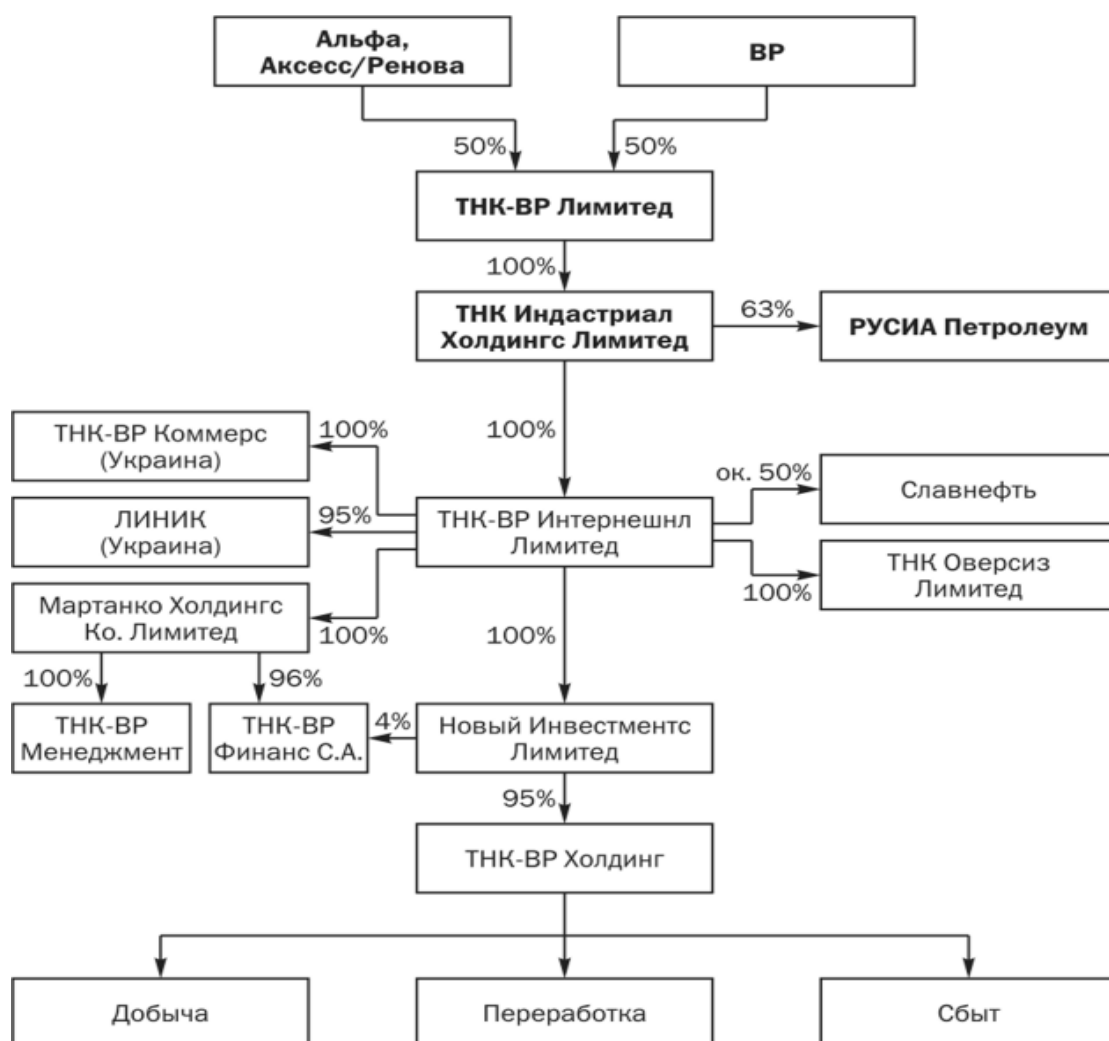 Альфа,
Аксесс/Ренова
ВР
50%
50%
ТНК-ВР Лимитед
100%
ТНК Индастриал
Холдингс Лимитед
63%
РУСИА Петролеум
ТНК-ВР Коммерс
(Украина)
100%
100%
ок. 50%
Славнефть
ЛИНИК
(Украина)
95%
ТНК-ВР Интернешнл
Лимитед
ТНК Оверсиз
Лимитед
100%
Мартанко Холдингс
Ко. Лимитед
100%
100%
100%
96%
ТНК-ВР
Менеджмент
ТНК-ВР
Финанс С.А.
4%
Новый Инвестментс
Лимитед
95%
ТНК-ВР Холдинг
Добыча
Переработка
Сбыт